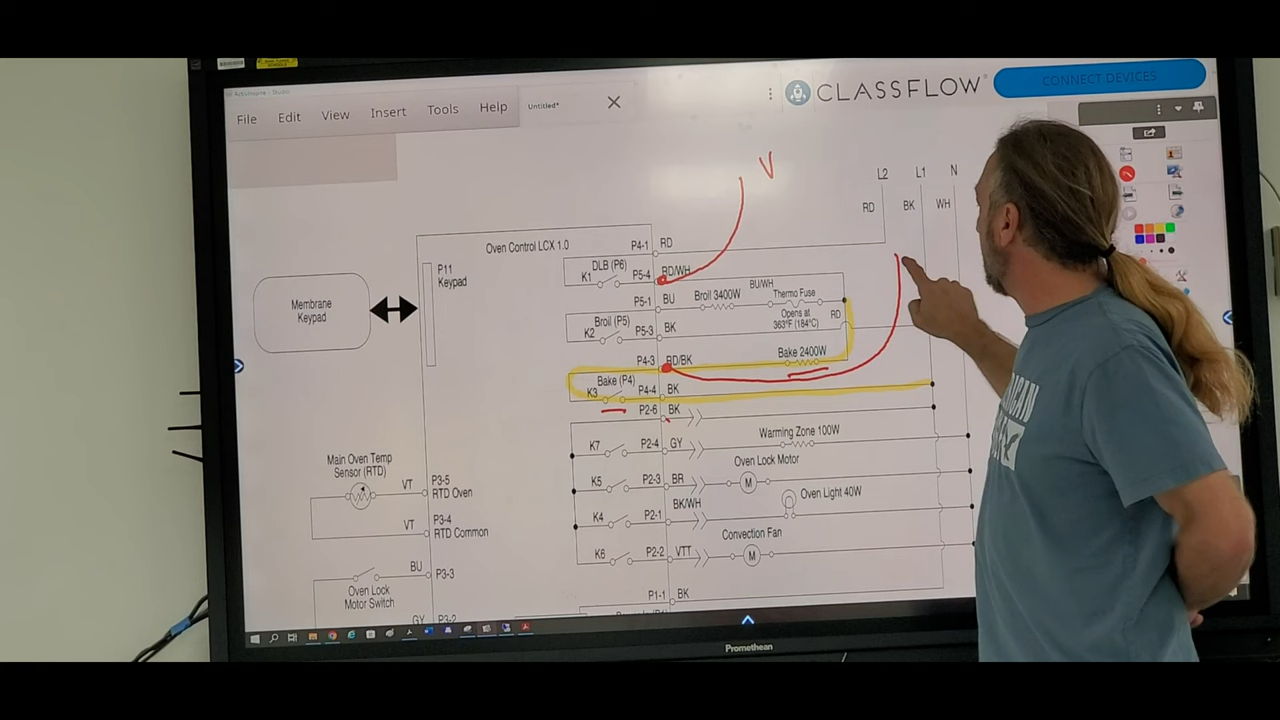 File Edit View Insert Tools Help
Untitled*
CLASSFLOW
CONNECT DEVICES
V
L2 L1 N
RD BK WH
Oven Control LCX 1.0
P4-1 RD
DLB (P6)
K1 P5-4 RD/WH
P11
Keypad
Membrane
Keypad
P5-1 BU Broil 3400W BU/WH Thermo Fuse
Opens at
363°F (184°C)
RD
Broil (P5)
K2 P5-3 BK
P4-3 RD/BK Bake 2400W
Bake (P4)
K3 P4-4 BK
P2-6 BK
K7 P2-4 GY Warming Zone 100W
Oven Lock Motor
K5 P2-3 BR M
BK/WH Oven Light 40W
K4 P2-1
Convection Fan
K6 P2-2 VTT M
P1-1 BK
Main Oven Temp
Sensor (RTD)
VT P3-5
RTD Oven
VT P3-4
RTD Common
BU P3-3
Oven Lock
Motor Switch
GY P3-2
Promethean